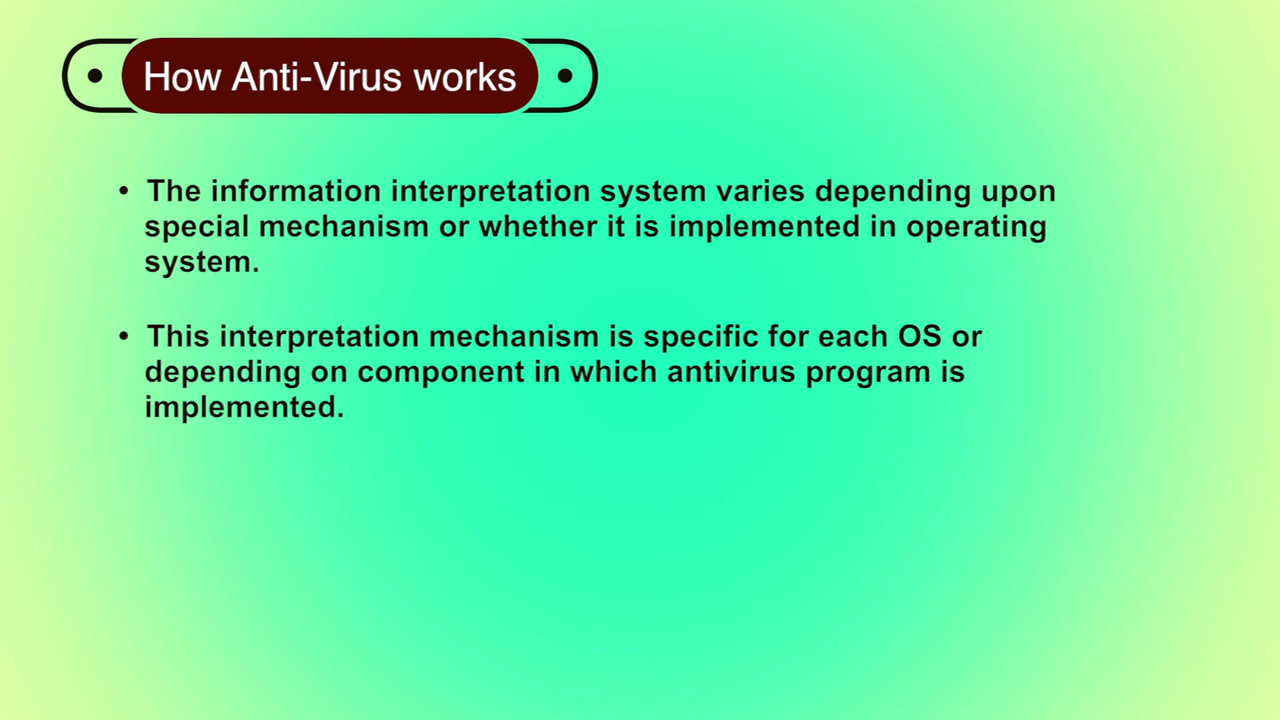 How Anti-Virus works
• The information interpretation system varies depending upon
special mechanism or whether it is implemented in operating
system.
• This interpretation mechanism is specific for each OS or
depending on component in which antivirus program is
implemented.